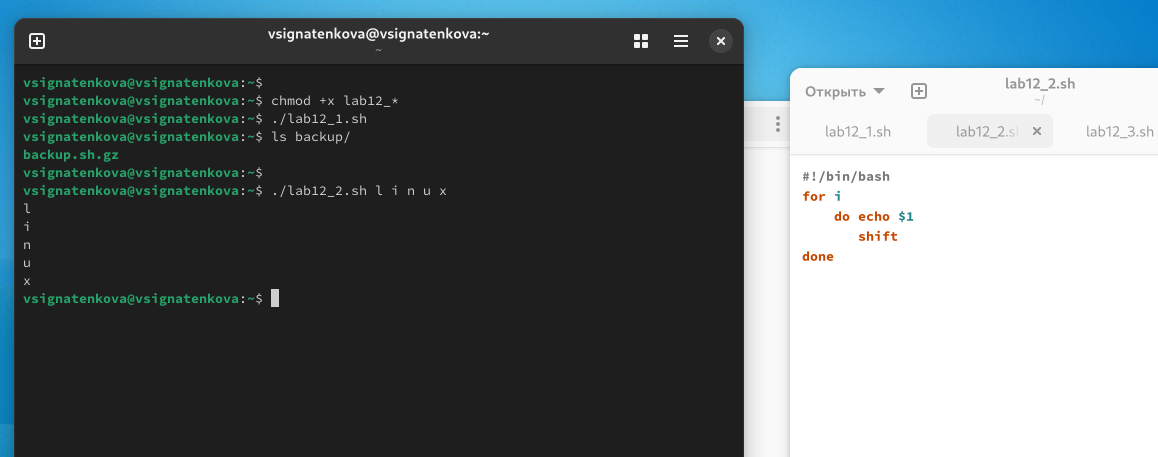 vsignatenkova@vsignatenkova:~
~
vsignatenkova@vsignatenkova:~$
vsignatenkova@vsignatenkova:~$ chmod +x lab12_*
vsignatenkova@vsignatenkova:~$ ./lab12_1.sh
vsignatenkova@vsignatenkova:~$ ls backup/
backup.sh.gz
vsignatenkova@vsignatenkova:~$
vsignatenkova@vsignatenkova:~$ ./lab12_2.sh l i n u x
l
i
n
u
x
vsignatenkova@vsignatenkova:~$
Открыть
lab12_2.sh
~/
lab12_1.sh
lab12_2.s
lab12_3.sh
#!/bin/bash
for i
do echo $1
shift
done